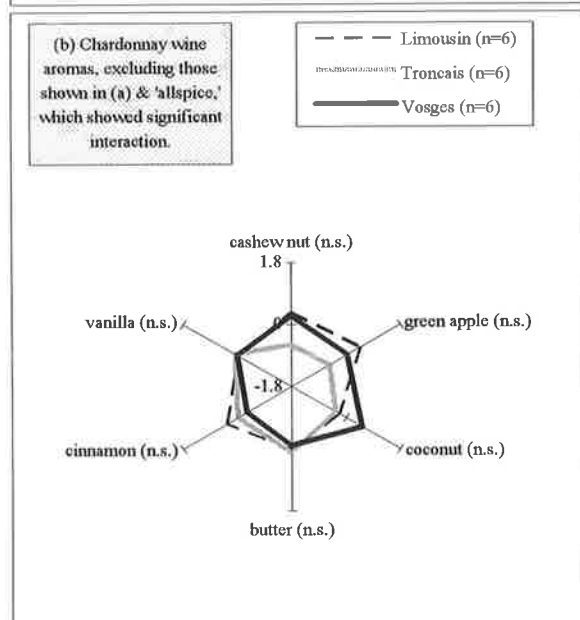 (b) Chardonnay wine
aromas, excluding those
shown in (a) & 'allspice,'
which showed significant
interaction.
Limousin (n=6)
Troncais (n=6)
Vosges (n=6)
cashew nut (n.s.)
1.8
0
vanilla (n.s.)
green apple (n.s.)
-1.8
cinnamon (n.s.)
coconut (n.s.)
butter (n.s.)